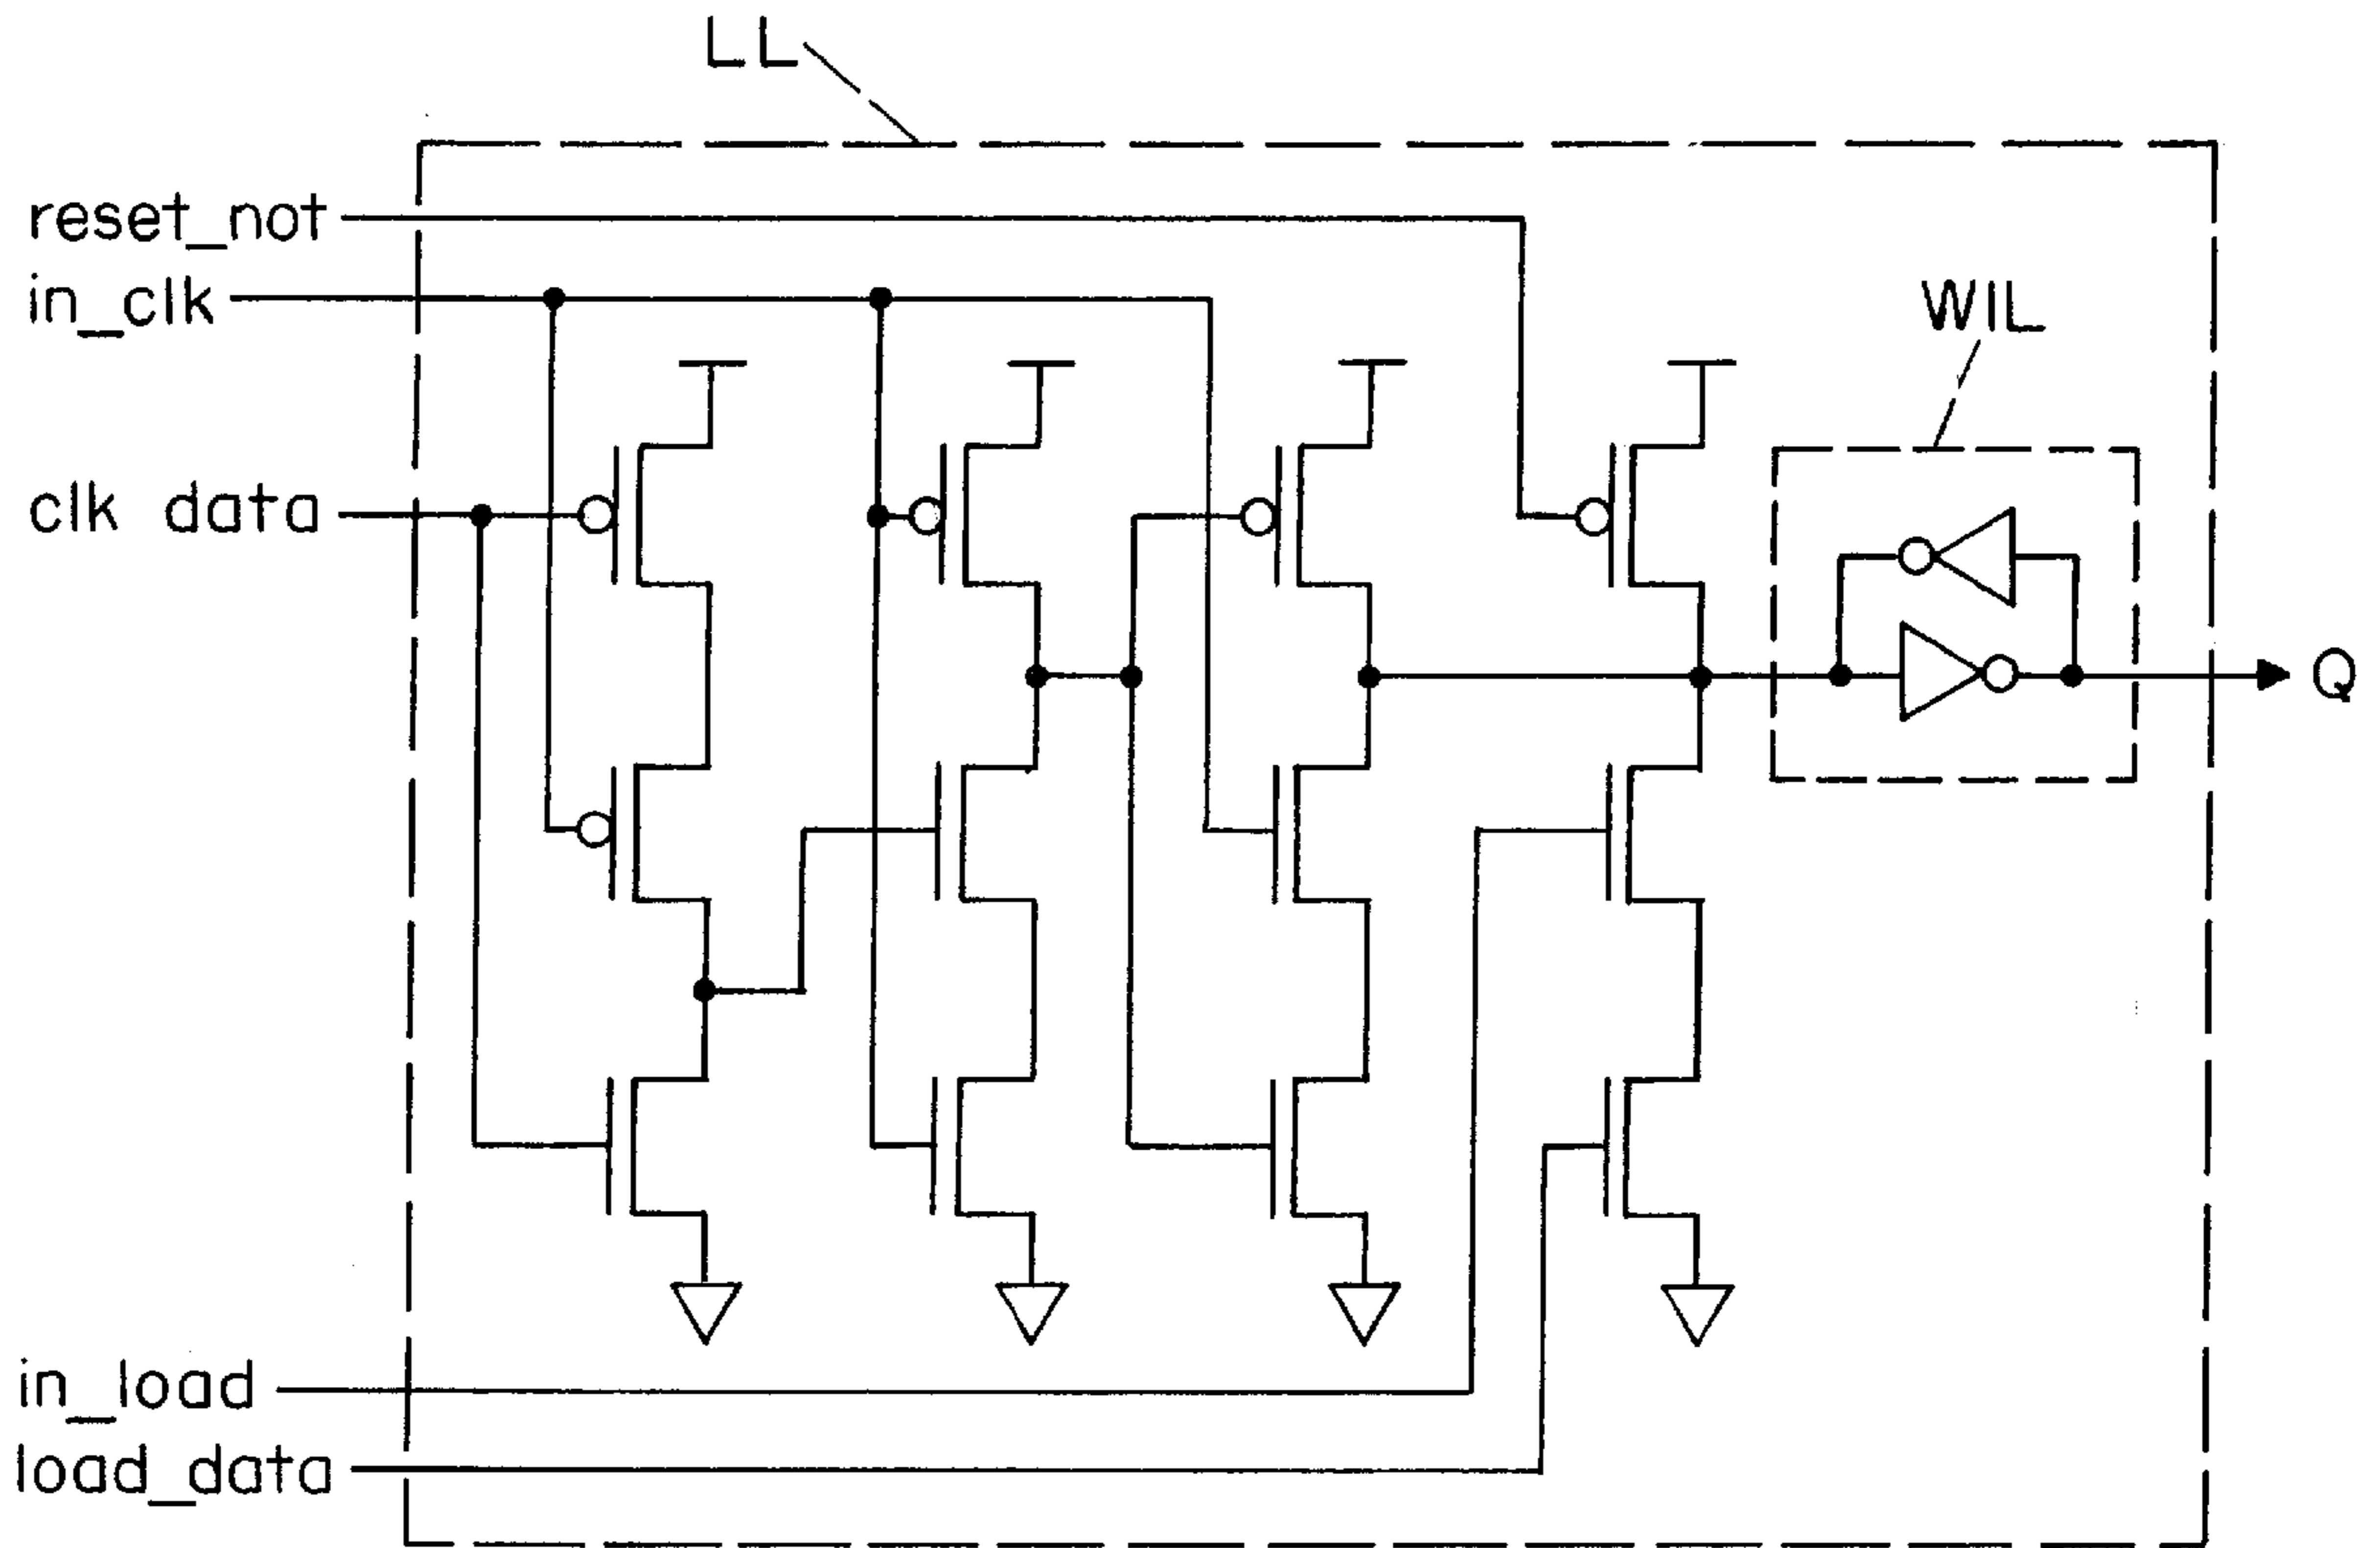 LL
reset_not
in_clk
WIL
clk data
Q
in_load
load_data